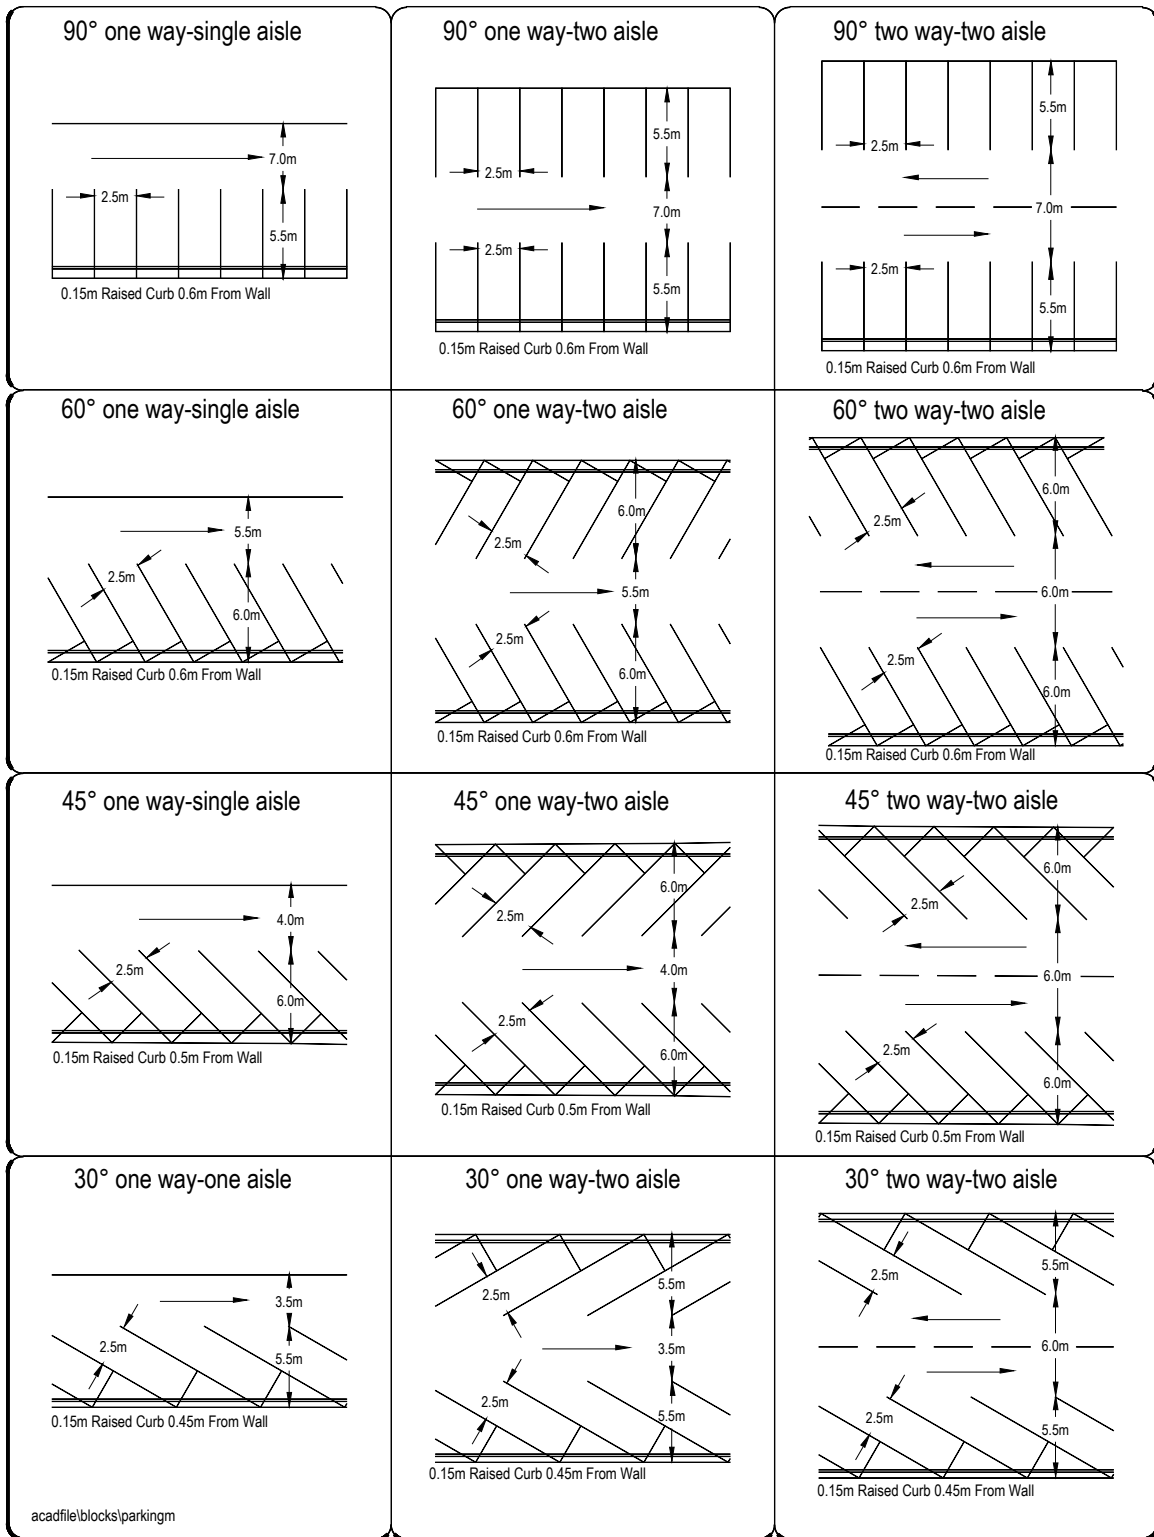 90° one way-single aisle
7.0m
2.5m
5.5m
0.15m Raised Curb 0.6m From Wall
90° one way-two aisle
5.5m
2.5m
7.0m
2.5m
5.5m
0.15m Raised Curb 0.6m From Wall
90° two way-two aisle
5.5m
2.5m
7.0m
2.5m
5.5m
0.15m Raised Curb 0.6m From Wall
60° one way-single aisle
5.5m
2.5m
6.0m
0.15m Raised Curb 0.6m From Wall
60° one way-two aisle
6.0m
2.5m
5.5m
2.5m
6.0m
0.15m Raised Curb 0.6m From Wall
60° two way-two aisle
6.0m
2.5m
6.0m
2.5m
6.0m
0.15m Raised Curb 0.6m From Wall
45° one way-single aisle
4.0m
2.5m
6.0m
0.15m Raised Curb 0.5m From Wall
45° one way-two aisle
6.0m
2.5m
4.0m
2.5m
6.0m
0.15m Raised Curb 0.5m From Wall
45° two way-two aisle
6.0m
2.5m
6.0m
2.5m
6.0m
0.15m Raised Curb 0.5m From Wall
30° one way-one aisle
3.5m
2.5m
5.5m
0.15m Raised Curb 0.45m From Wall
30° one way-two aisle
5.5m
2.5m
3.5m
2.5m
5.5m
0.15m Raised Curb 0.45m From Wall
30° two way-two aisle
5.5m
2.5m
6.0m
2.5m
5.5m
0.15m Raised Curb 0.45m From Wall
acadfile\blocks\parkingm